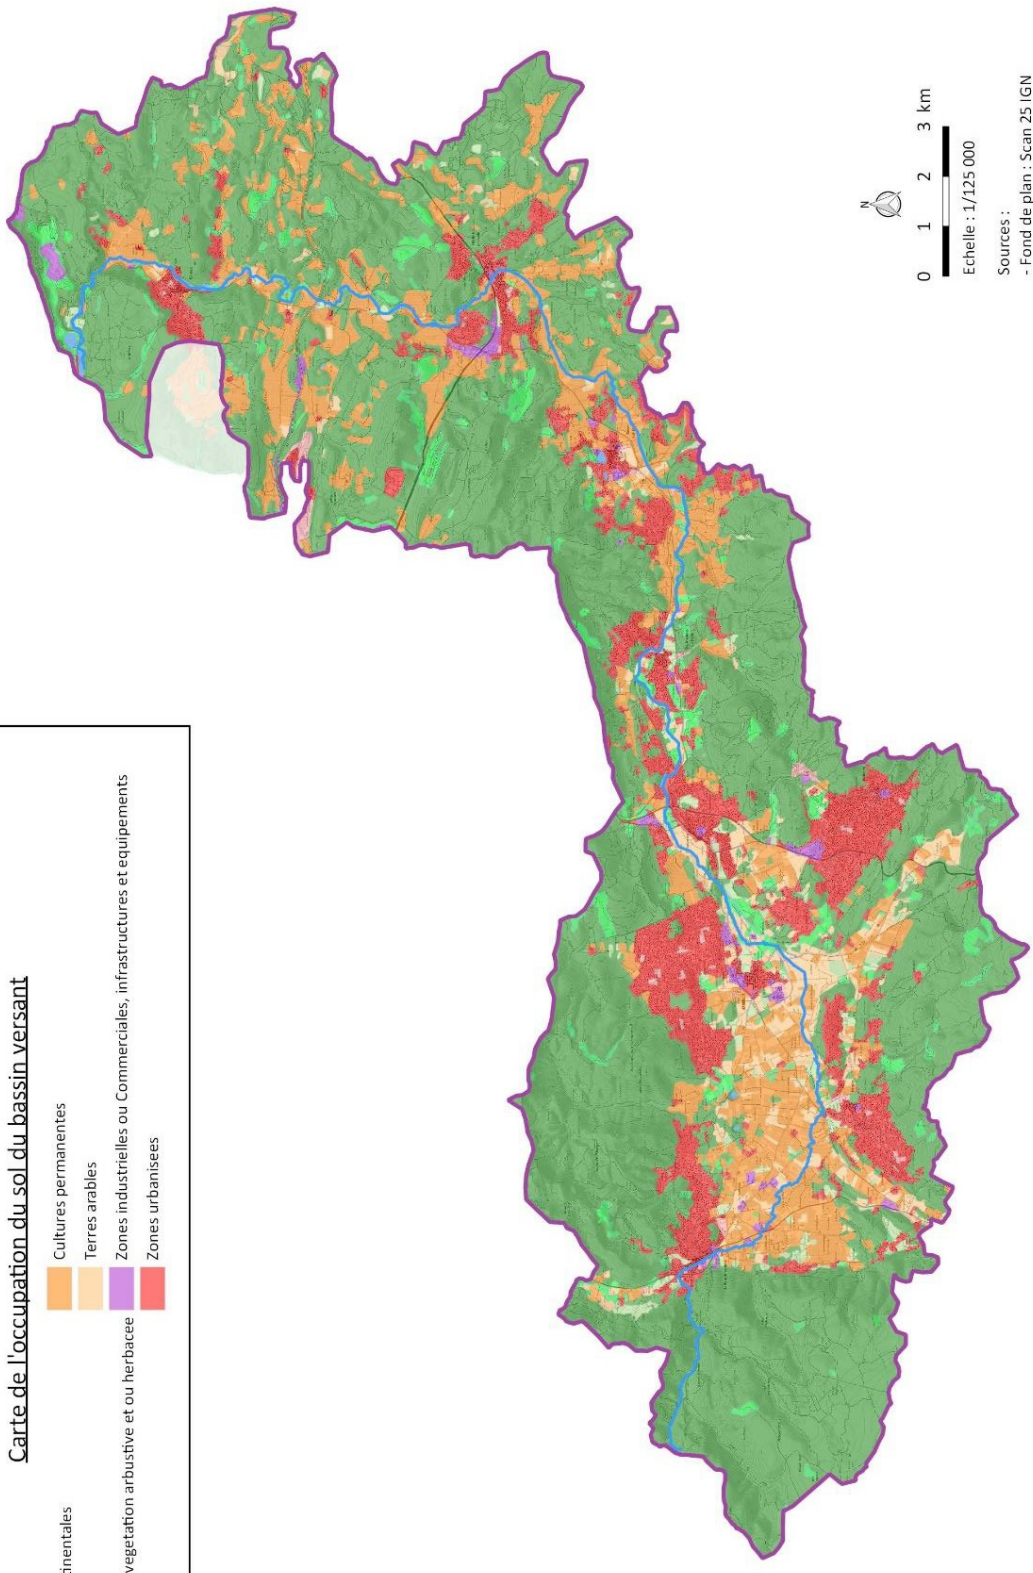 Carte de l'occupation du sol du bassin versant
tinentales
vegetation arbustive et ou herbacee
Cultures permanentes
Terres arables
Zones industrielles ou Commerciales, infrastructures et equipements
Zones urbanisees
N
0 1 2 3 km
Echelle : 1/125 000
Sources :
- Fond de plan : Scan 25 IGN